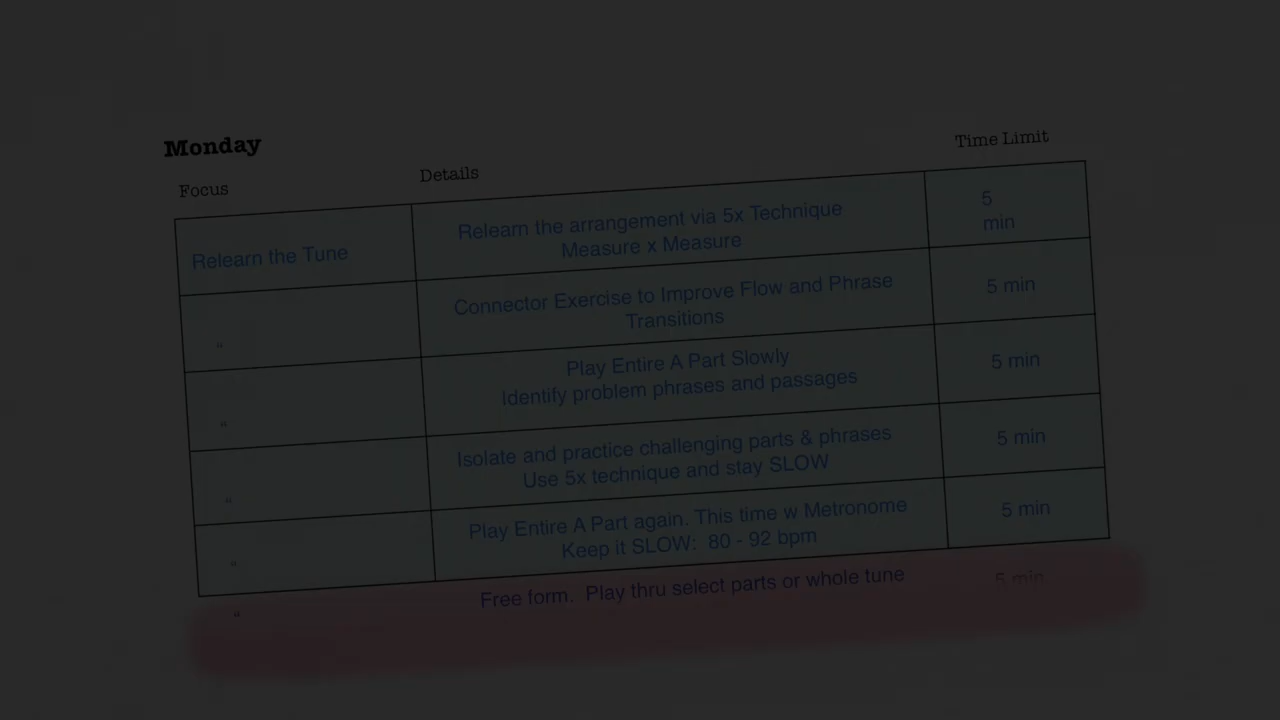 Monday
Focus
Details
Time Limit
Relearn the Tune
Relearn the arrangement via 5x Technique
Measure x Measure
5
min
“
Connector Exercise to Improve Flow and Phrase
Transitions
5 min
“
Play Entire A Part Slowly
Identify problem phrases and passages
5 min
“
Isolate and practice challenging parts & phrases
Use 5x technique and stay SLOW
5 min
“
Play Entire A Part again. This time w Metronome
Keep it SLOW: 80 - 92 bpm
5 min
“
Free form. Play thru select parts or whole tune
5 min